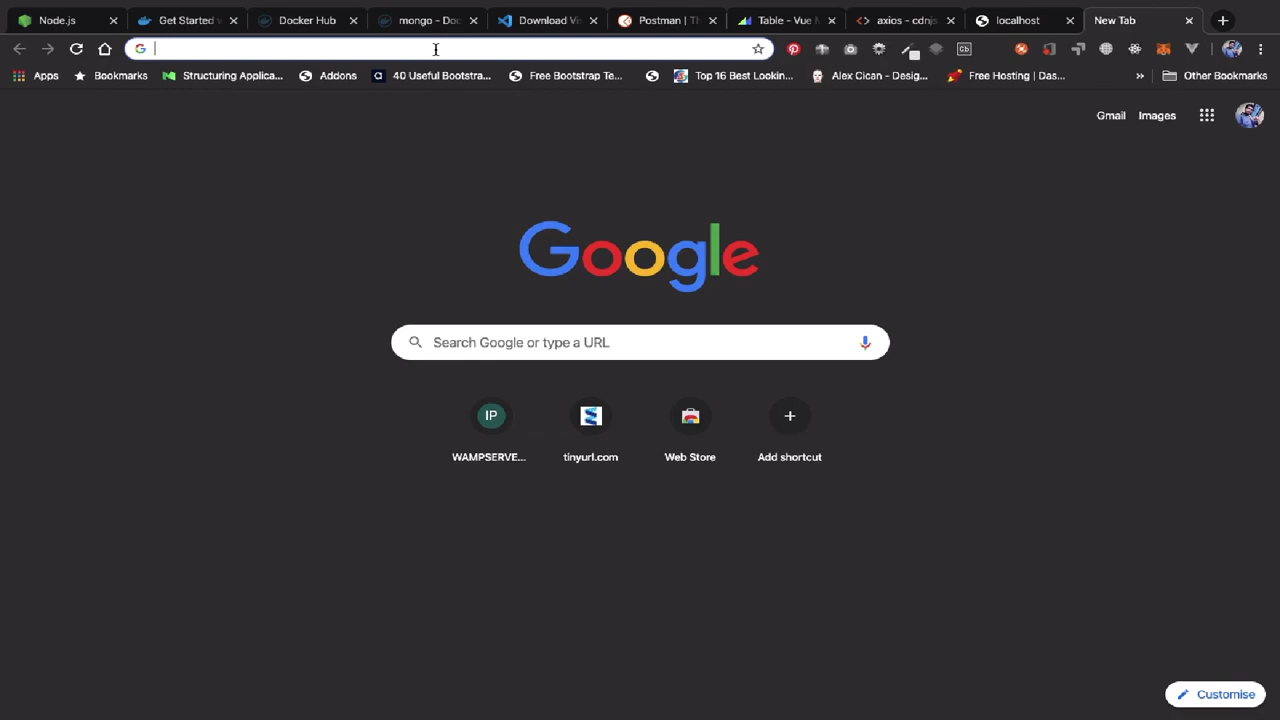 Node.js
Get Started w
Docker Hub
mongo - Doc
Download Vis
Postman | Th
Table - Vue M
axios - cdnjs
localhost
New Tab
Apps
Bookmarks
Structuring Applica...
Addons
40 Useful Bootstra...
Free Bootstrap Te...
Top 16 Best Lookin...
Alex Cican - Desig...
Free Hosting | Das...
»
Other Bookmarks
Gmail
Images
Google
Search Google or type a URL
IP
WAMPSERVE...
tinyurl.com
Web Store
Add shortcut
Customise